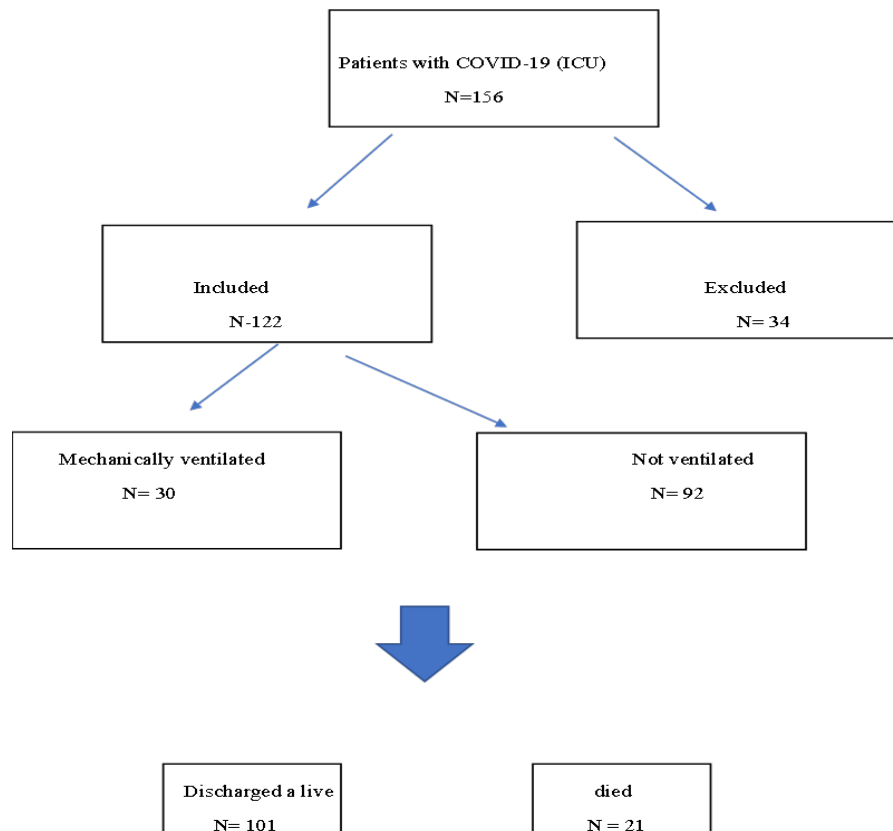 Patients with COVID-19 (ICU)
N=156
Included
N-122
Excluded
N= 34
Mechanically ventilated
N= 30
Not ventilated
N= 92
Discharged a live
N= 101
died
N = 21